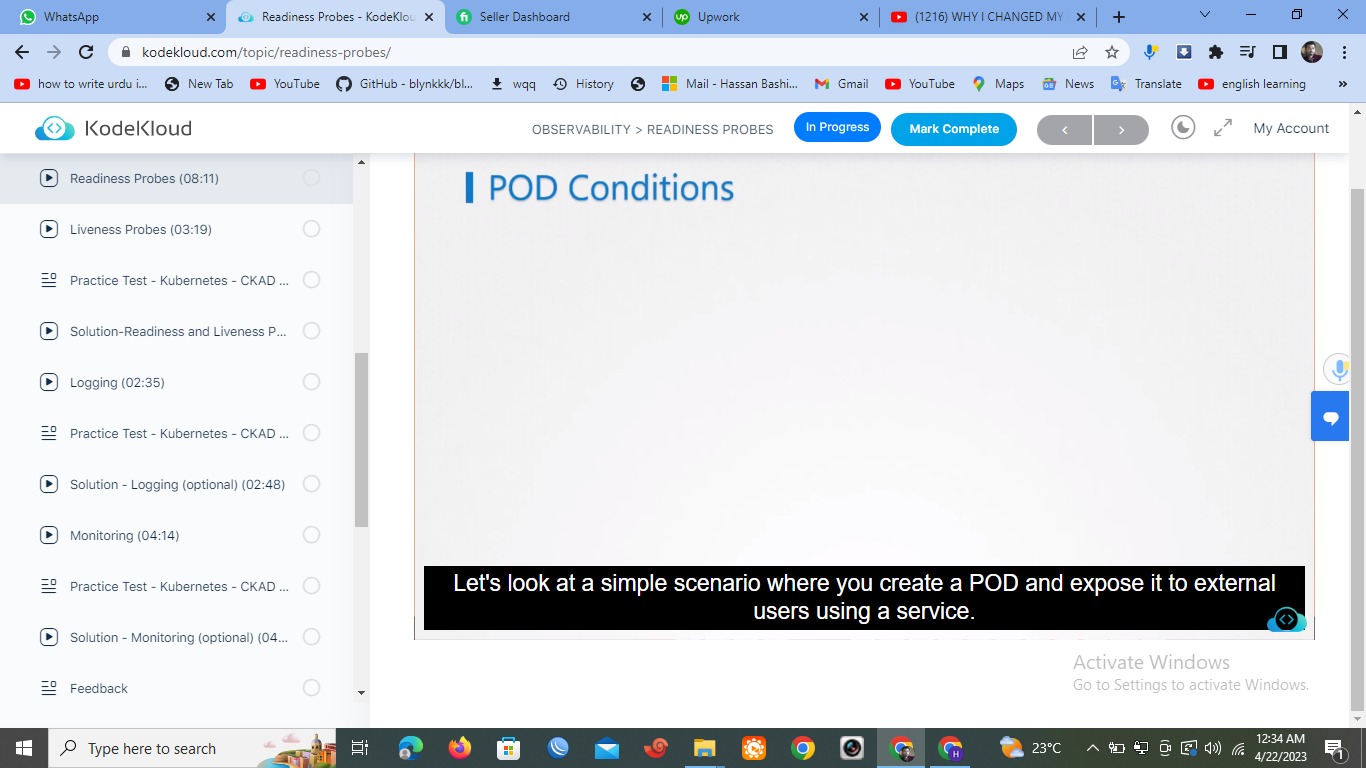 WhatsApp
Readiness Probes - KodeKlou
Seller Dashboard
Upwork
(1216) WHY I CHANGED MY
kodekloud.com/topic/readiness-probes/
how to write urdu i...
New Tab
YouTube
GitHub - blynkkk/bl...
wqq
History
Mail - Hassan Bashi...
Gmail
YouTube
Maps
News
Translate
english learning
»
KodeKloud
OBSERVABILITY > READINESS PROBES
In Progress
Mark Complete
<
>
My Account
Readiness Probes (08:11)
Liveness Probes (03:19)
Practice Test - Kubernetes - CKAD ...
Solution-Readiness and Liveness P...
Logging (02:35)
Practice Test - Kubernetes - CKAD ...
Solution - Logging (optional) (02:48)
Monitoring (04:14)
Practice Test - Kubernetes - CKAD ...
Solution - Monitoring (optional) (04...
Feedback
POD Conditions
Let's look at a simple scenario where you create a POD and expose it to external
users using a service.
Activate Windows
Go to Settings to activate Windows.
Type here to search
23°C
12:34 AM
4/22/2023
1